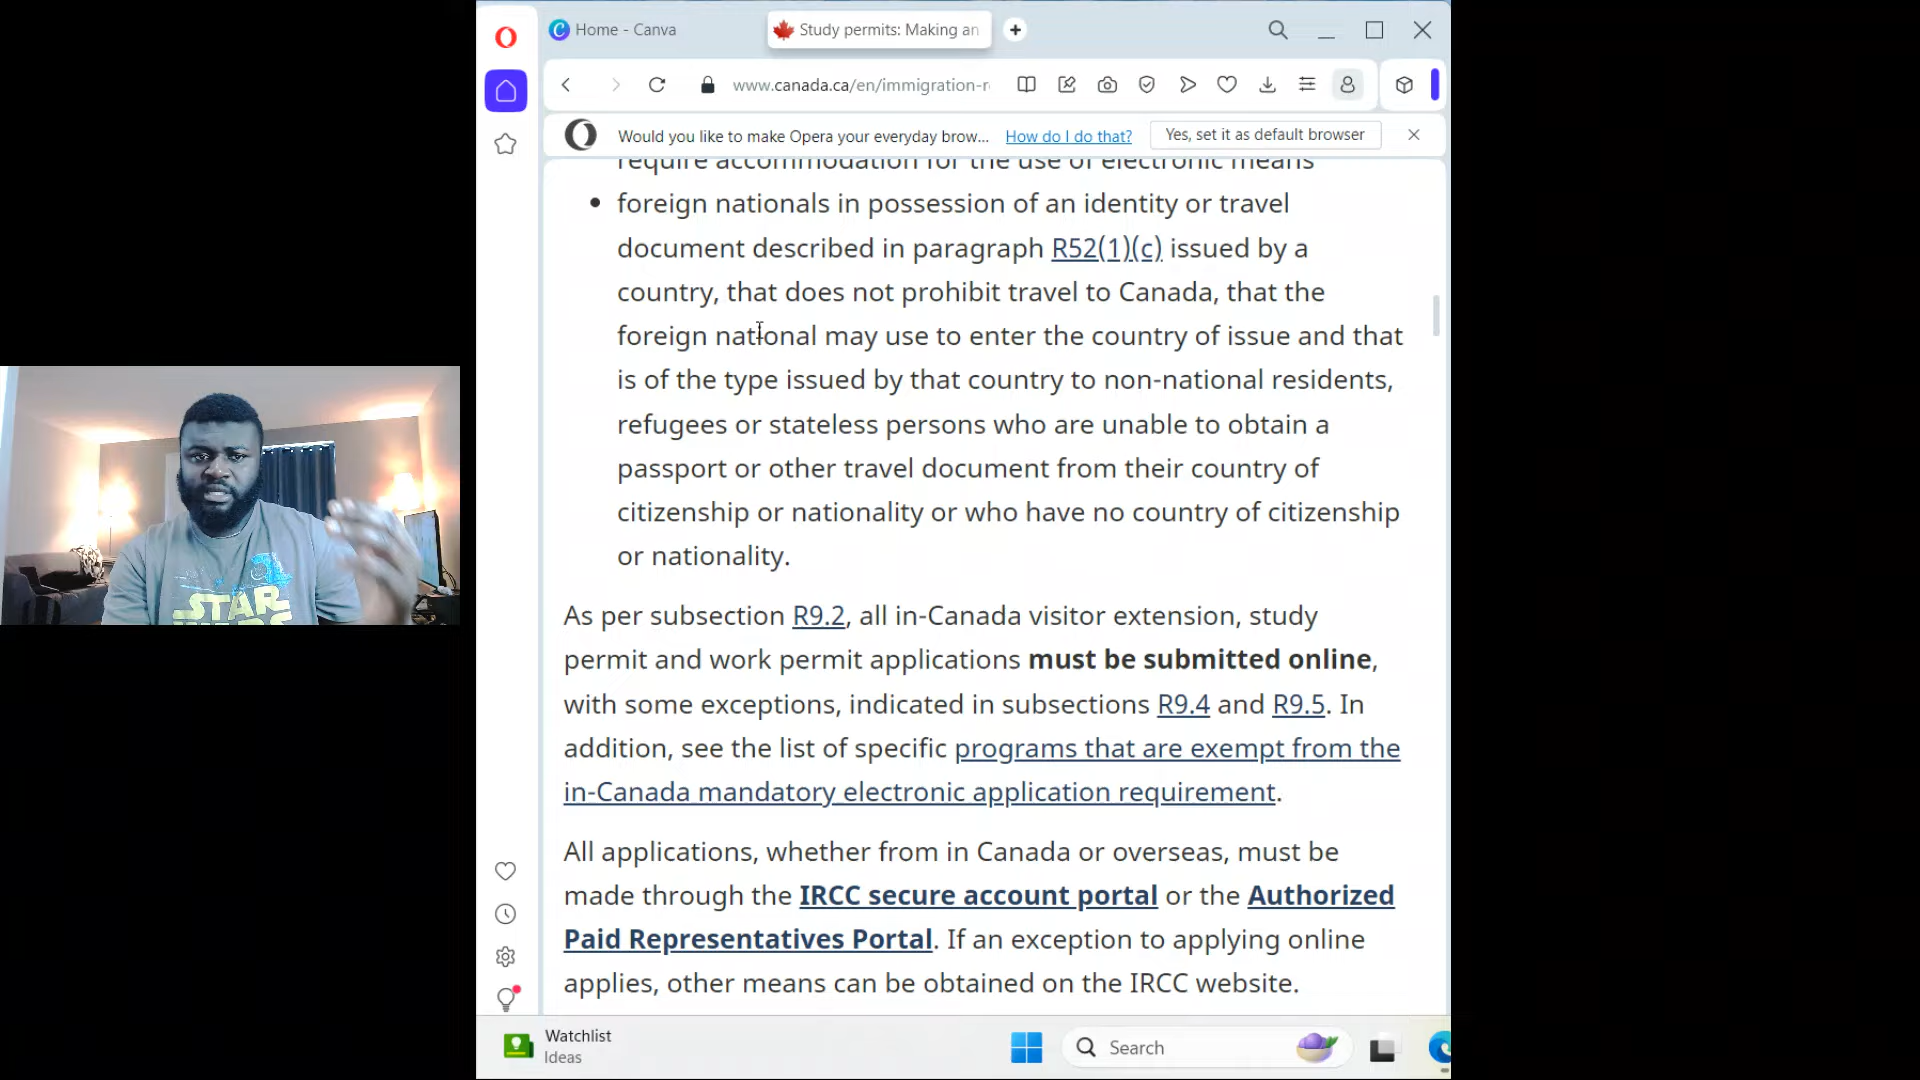 Home - Canva
Study permits: Making an
www.canada.ca/en/immigration-r
Would you like to make Opera your everyday brow... How do I do that? Yes, set it as default browser
require accommodation for the use of electronic means
• foreign nationals in possession of an identity or travel
document described in paragraph R52(1)(c) issued by a
country, that does not prohibit travel to Canada, that the
foreign national may use to enter the country of issue and that
is of the type issued by that country to non-national residents,
refugees or stateless persons who are unable to obtain a
passport or other travel document from their country of
citizenship or nationality or who have no country of citizenship
or nationality.
As per subsection R9.2, all in-Canada visitor extension, study
permit and work permit applications must be submitted online,
with some exceptions, indicated in subsections R9.4 and R9.5. In
addition, see the list of specific programs that are exempt from the
in-Canada mandatory electronic application requirement.
All applications, whether from in Canada or overseas, must be
made through the IRCC secure account portal or the Authorized
Paid Representatives Portal. If an exception to applying online
applies, other means can be obtained on the IRCC website.
Watchlist
Ideas
Search
STAR
WARS